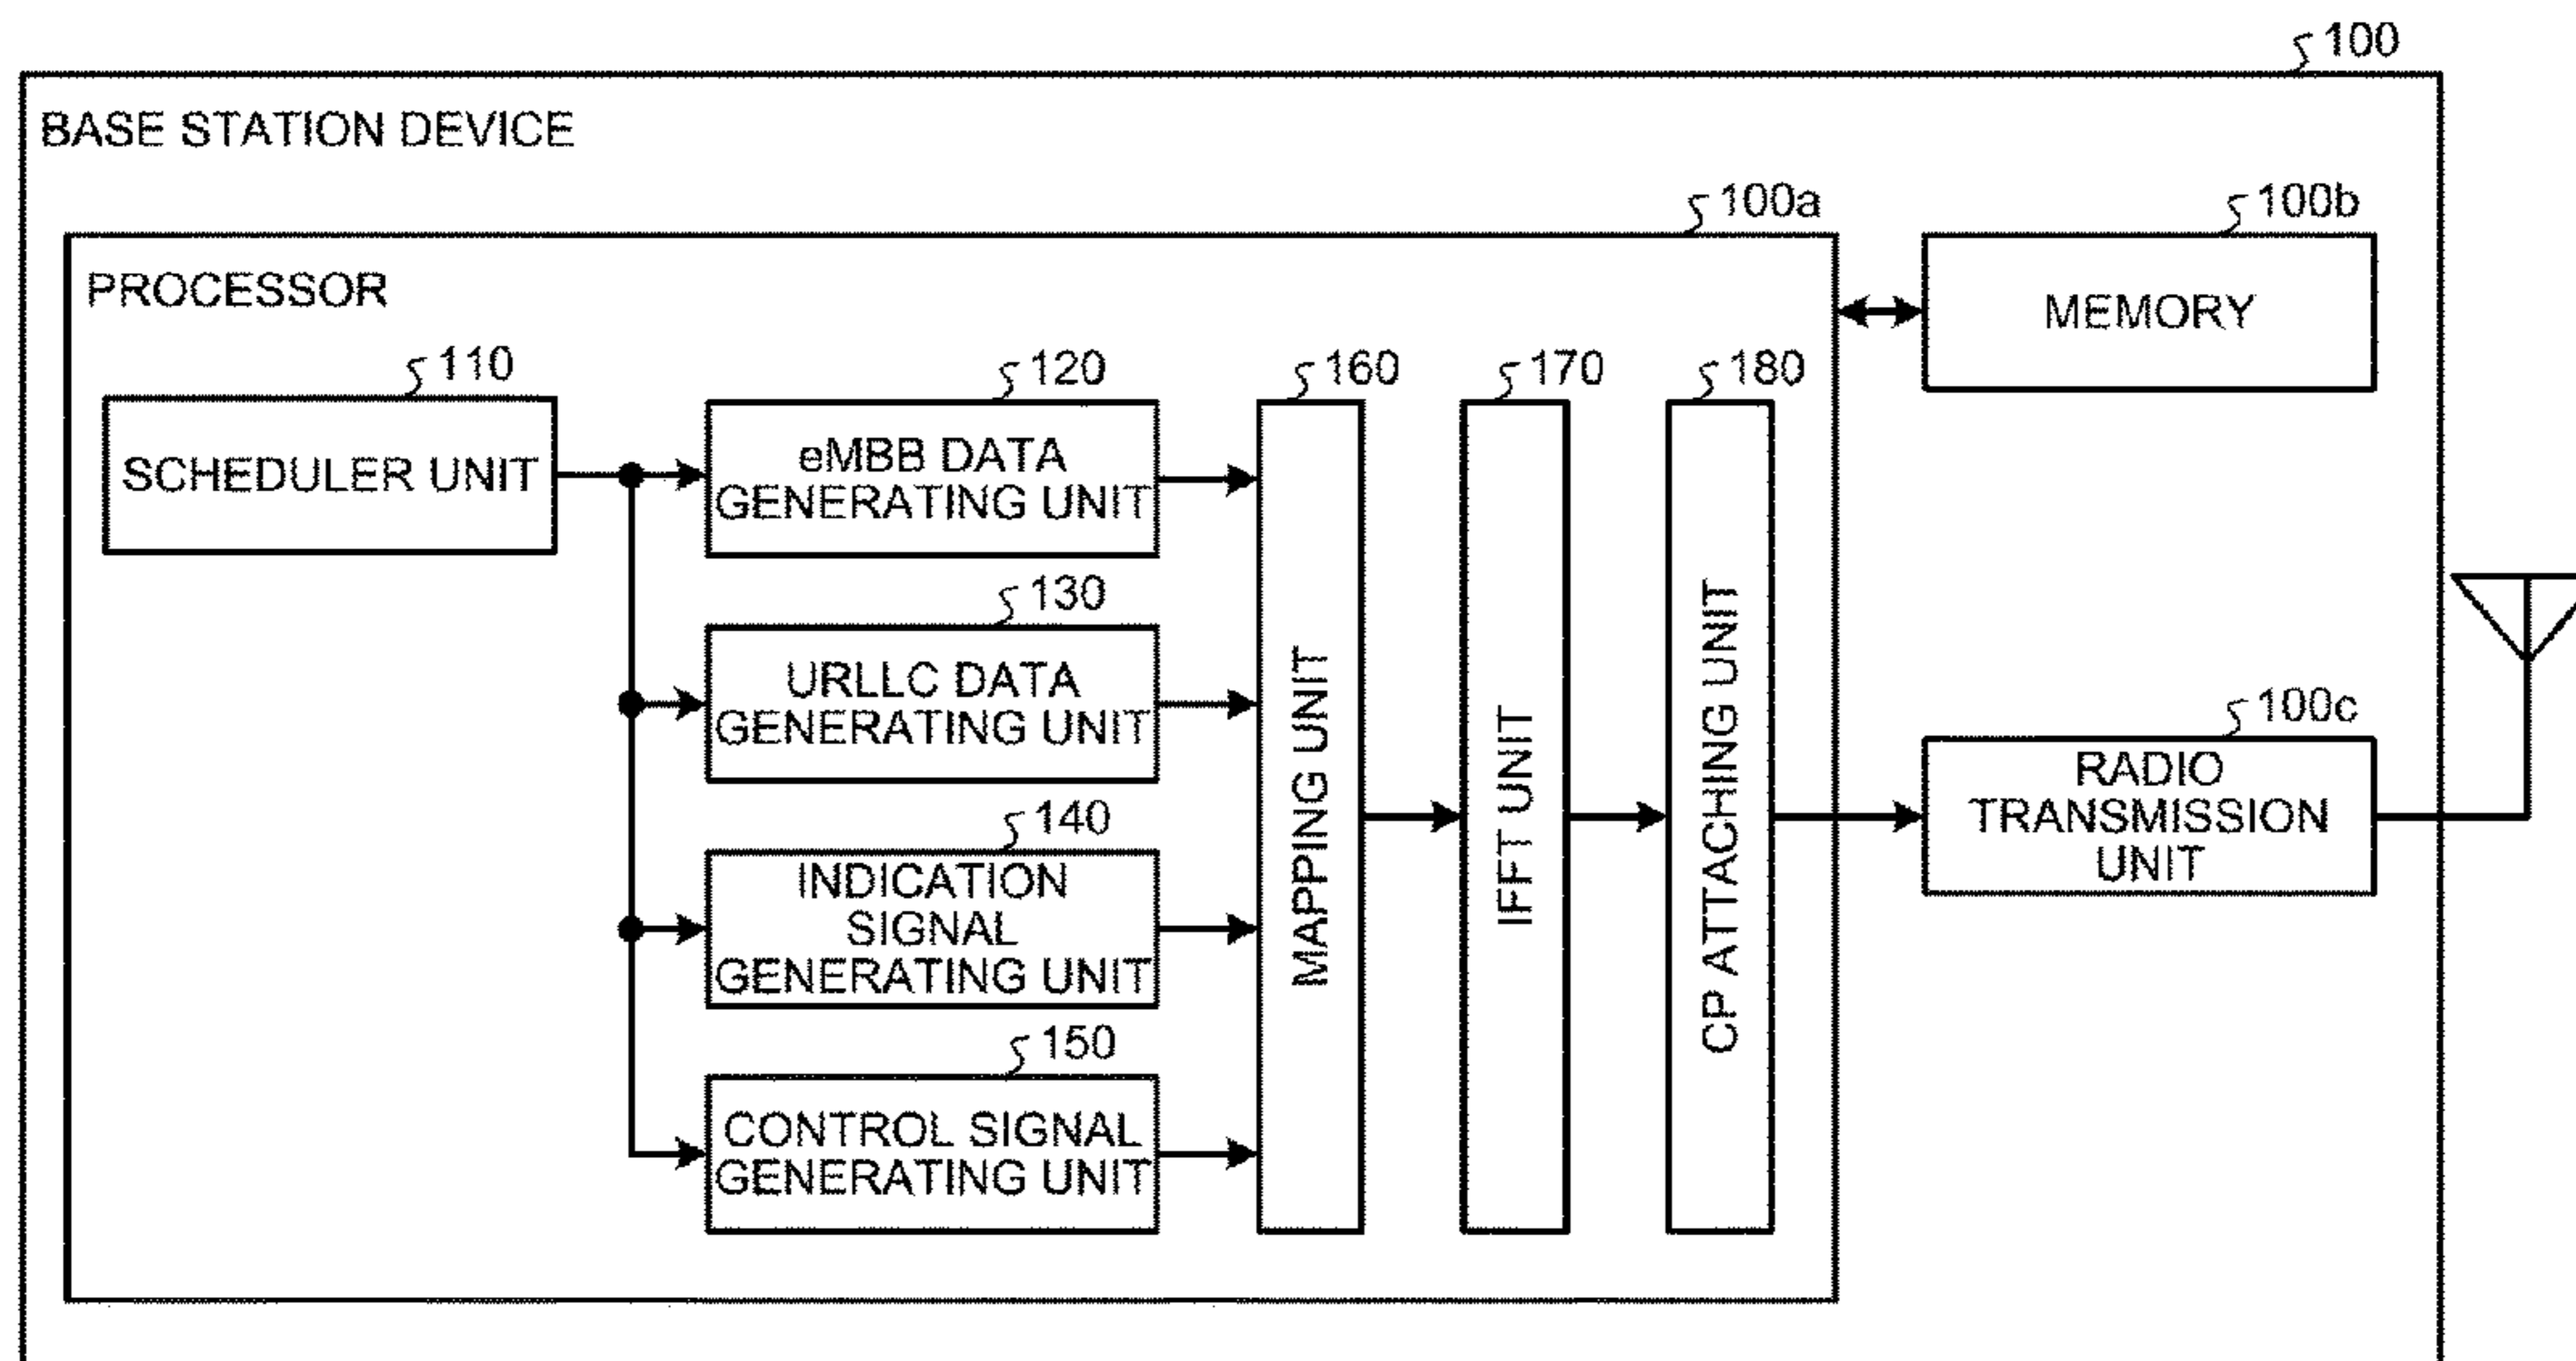 100
BASE STATION DEVICE
100a
100b
PROCESSOR
MEMORY
110
120
160
170
180
SCHEDULER UNIT
eMBB DATA
GENERATING UNIT
130
URLLC DATA
GENERATING UNIT
140
INDICATION
SIGNAL
GENERATING UNIT
150
CONTROL SIGNAL
GENERATING UNIT
MAPPING UNIT
IFFT UNIT
CP ATTACHING UNIT
100c
RADIO
TRANSMISSION
UNIT